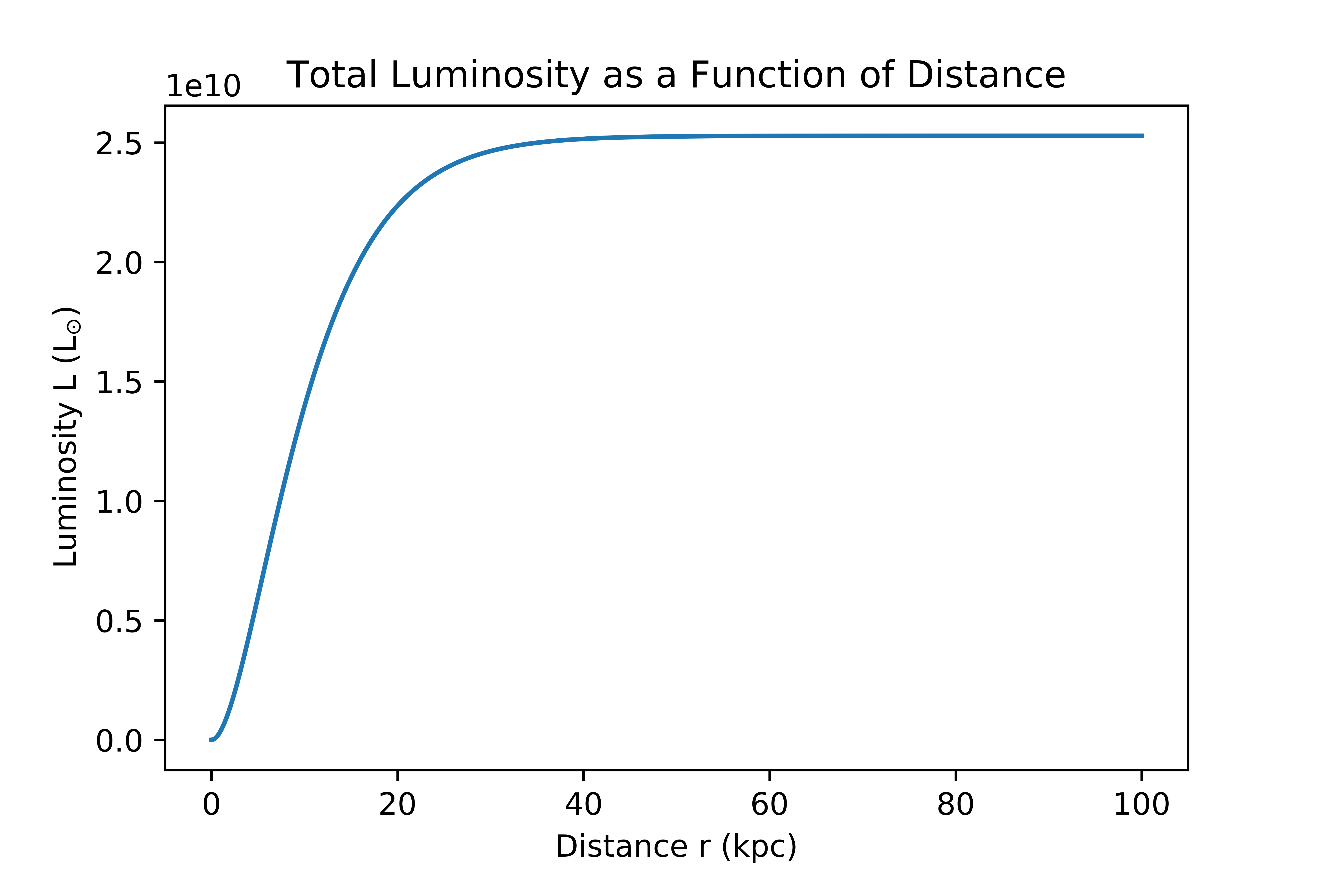 Total Luminosity as a Function of Distance
1e10
2.5
2.0
1.5
1.0
0.5
0.0
Luminosity L (L⊙)
0 20 40 60 80 100
Distance r (kpc)